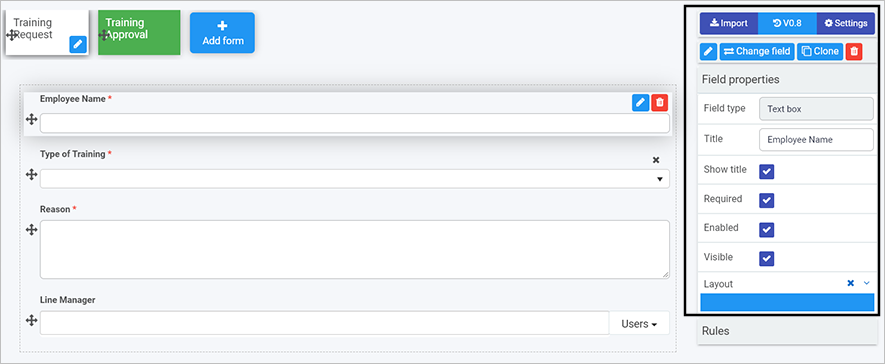 Training
Request
Training
Approval
Add form
Import
V0.8
Settings
Change field
Clone
Field properties
Field type
Text box
Title
Employee Name
Show title
Required
Enabled
Visible
Layout
Rules
Employee Name *
Type of Training *
Reason *
Line Manager
Users